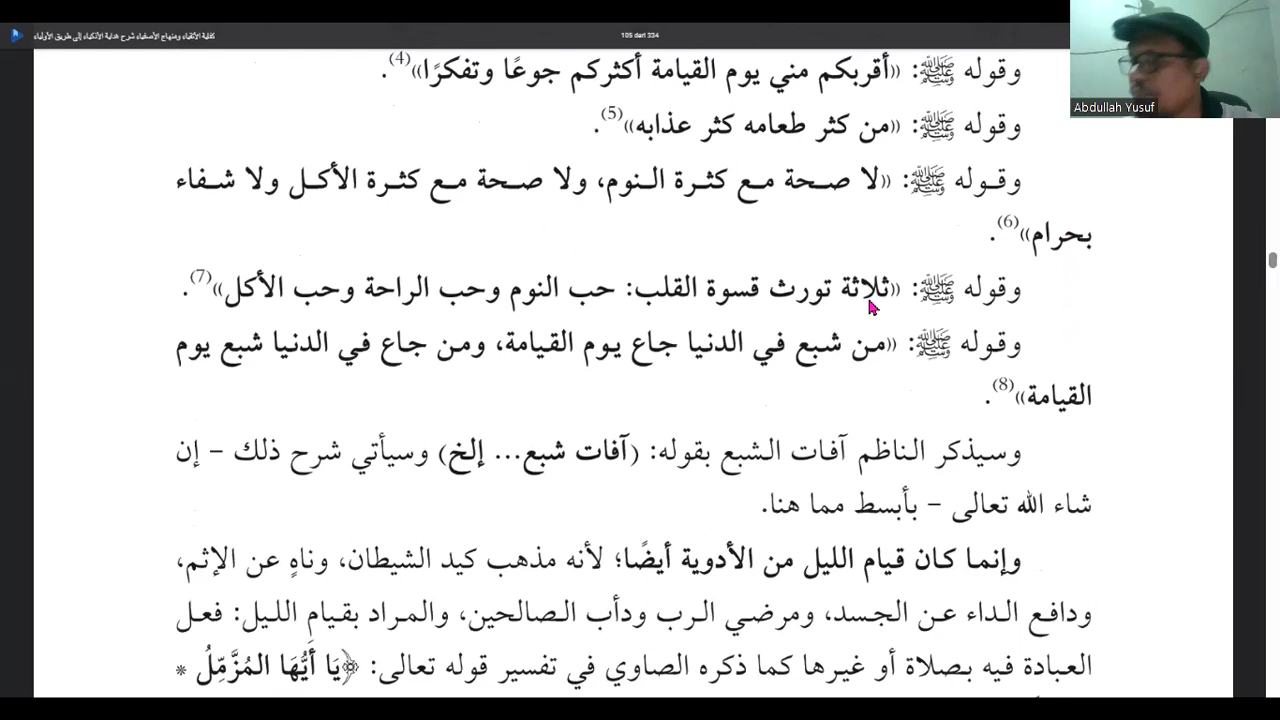 كفاية الأتقياء ومنهاج الأصفياء شرح هداية الأذكياء إلى طريق الأولياء
105 dari 334
Abdullah Yusuf
وقوله ﷺ: «أقربكم مني يوم القيامة أكثركم جوعًا وتفكرًا»(4).
وقوله ﷺ: «من كثر طعامه كثر عذابه»(5).
وقوله ﷺ: «لا صحة مع كثرة النوم، ولا صحة مع كثرة الأكل ولا شفاء
بحرام»(6).
وقوله ﷺ: «ثلاثة تورث قسوة القلب: حب النوم وحب الراحة وحب الأكل»(7).
وقوله ﷺ: «من شبع في الدنيا جاع يوم القيامة، ومن جاع في الدنيا شبع يوم
القيامة»(8).
وسيذكر الناظم آفات الشبع بقوله: (آفات شبع... إلخ) وسيأتي شرح ذلك – إن
شاء الله تعالى – بأبسط مما هنا.
وإنما كان قيام الليل من الأدوية أيضًا؛ لأنه مذهب كيد الشيطان، وناهٍ عن الإثم،
ودافع الداء عن الجسد، ومرضي الرب ودأب الصالحين، والمراد بقيام الليل: فعل
العبادة فيه بصلاة أو غيرها كما ذكره الصاوي في تفسير قوله تعالى: ﴿يَا أَيُّهَا المُزَّمِّلُ *